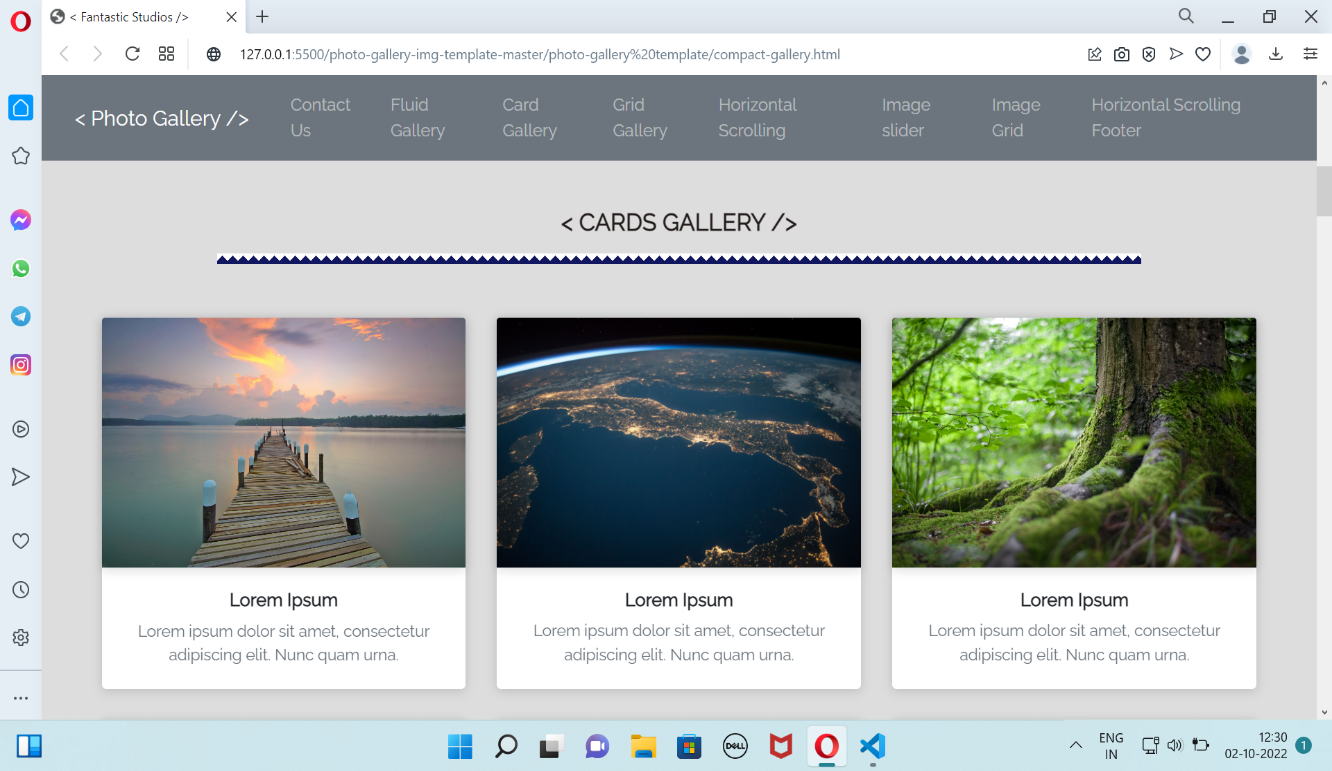 < Fantastic Studios />
127.0.0.1:5500/photo-gallery-img-template-master/photo-gallery%20template/compact-gallery.html
< Photo Gallery />
Contact
Us
Fluid
Gallery
Card
Gallery
Grid
Gallery
Horizontal
Scrolling
Image
slider
Image
Grid
Horizontal Scrolling
Footer
< CARDS GALLERY />
Lorem Ipsum
Lorem ipsum dolor sit amet, consectetur
adipiscing elit. Nunc quam urna.
Lorem Ipsum
Lorem ipsum dolor sit amet, consectetur
adipiscing elit. Nunc quam urna.
Lorem Ipsum
Lorem ipsum dolor sit amet, consectetur
adipiscing elit. Nunc quam urna.
DELL
ENG
IN
12:30
02-10-2022
1